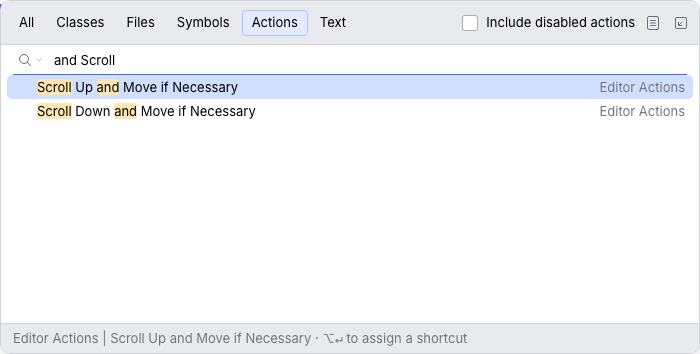 All Classes Files Symbols Actions Text Include disabled actions
and Scroll
Scroll Up and Move if Necessary Editor Actions
Scroll Down and Move if Necessary Editor Actions
Editor Actions | Scroll Up and Move if Necessary · ⌥↵ to assign a shortcut